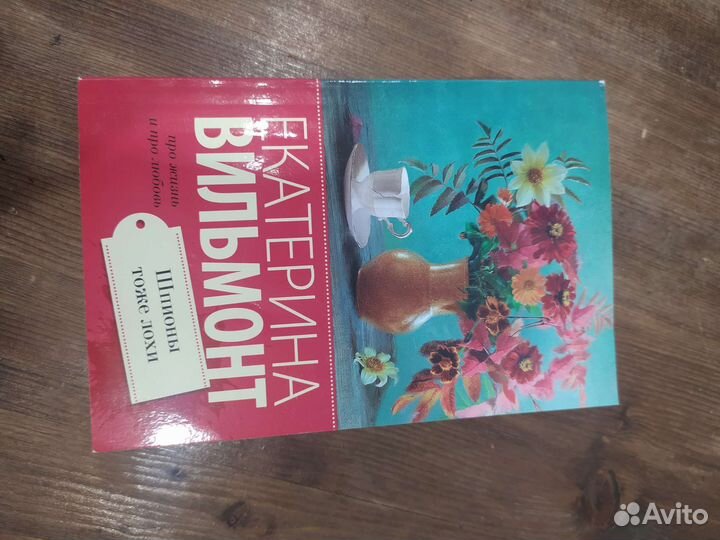 ЕКАТЕРИНА
ВИЛЬМОНТ
про жизнь
и про любовь
Шпионы
тоже лохи
Avito